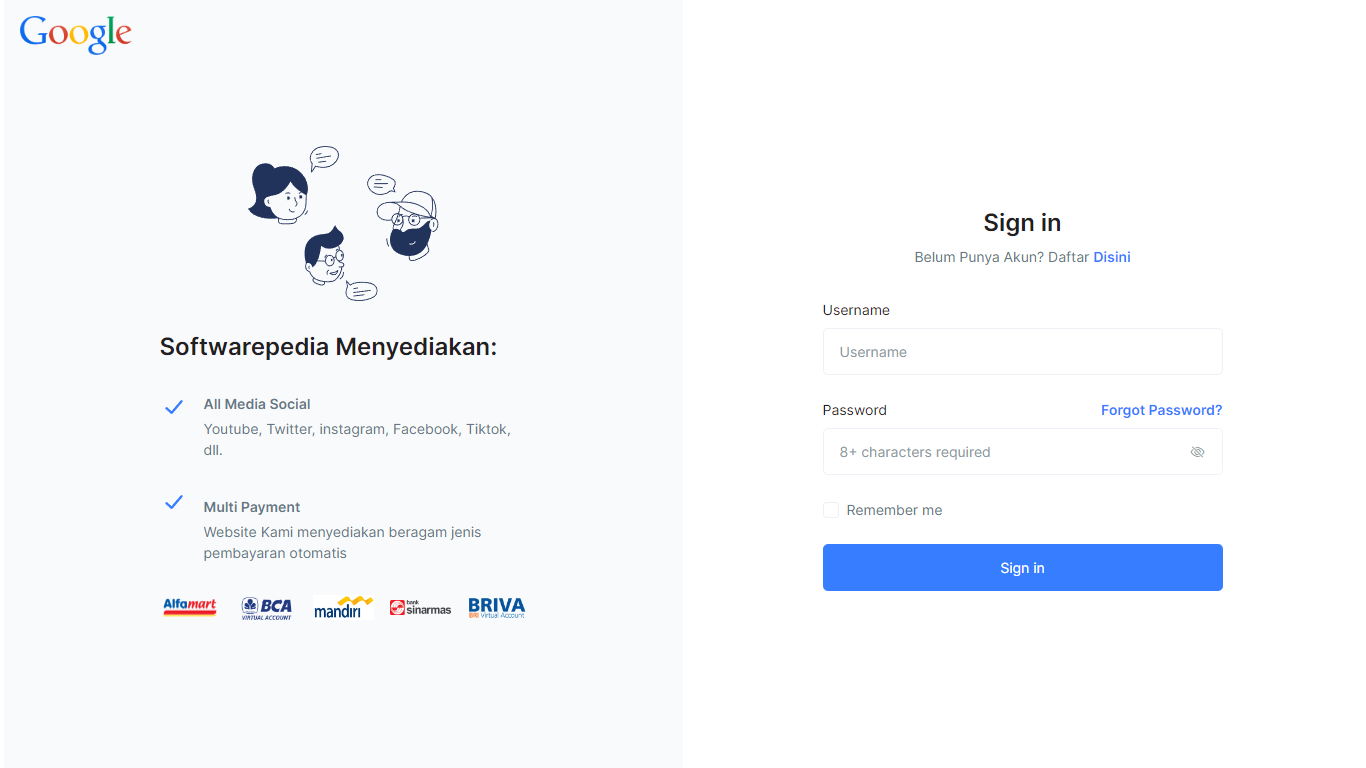 Google
Softwarepedia Menyediakan:
All Media Social
Youtube, Twitter, instagram, Facebook, Tiktok,
dll.
Multi Payment
Website Kami menyediakan beragam jenis
pembayaran otomatis
Alfamart
BCA
VIRTUAL ACCOUNT
mandiri
bank
sinarmas
BRIVA
BRI Virtual Account
Sign in
Belum Punya Akun? Daftar Disini
Username
Username
Password Forgot Password?
8+ characters required
Remember me
Sign in